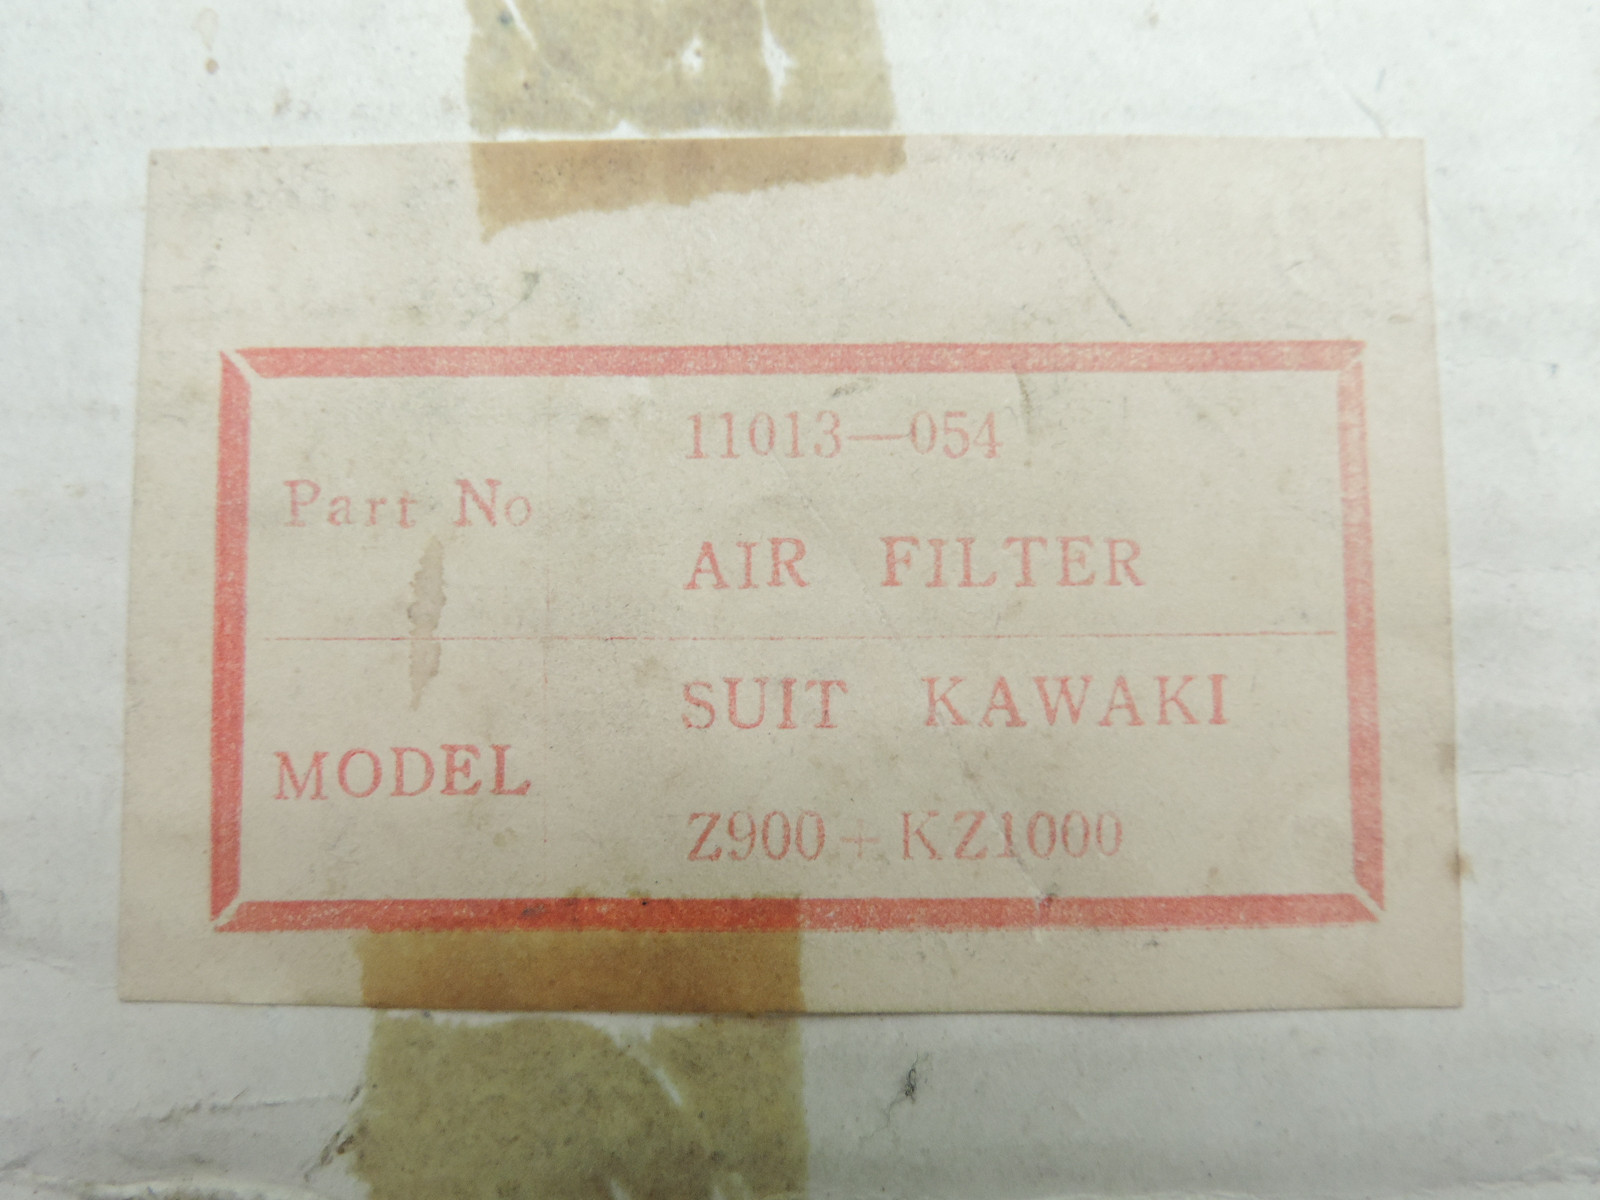 11013—054
Part No
AIR FILTER
SUIT KAWAKI
MODEL
Z900+KZ1000